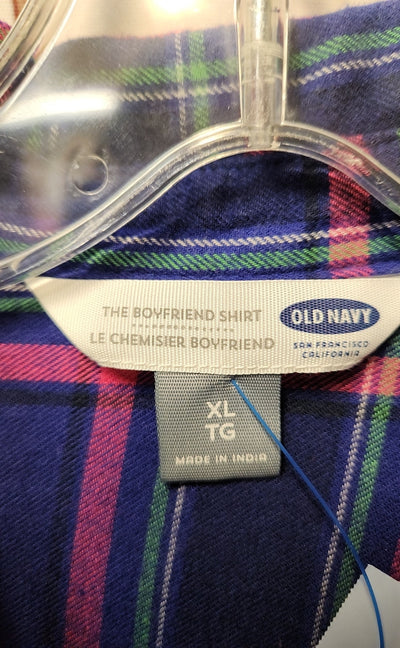 THE BOYFRIEND SHIRT
LE CHEMISIER BOYFRIEND
OLD NAVY
SAN FRANCISCO
CALIFORNIA
XL
TG
MADE IN INDIA